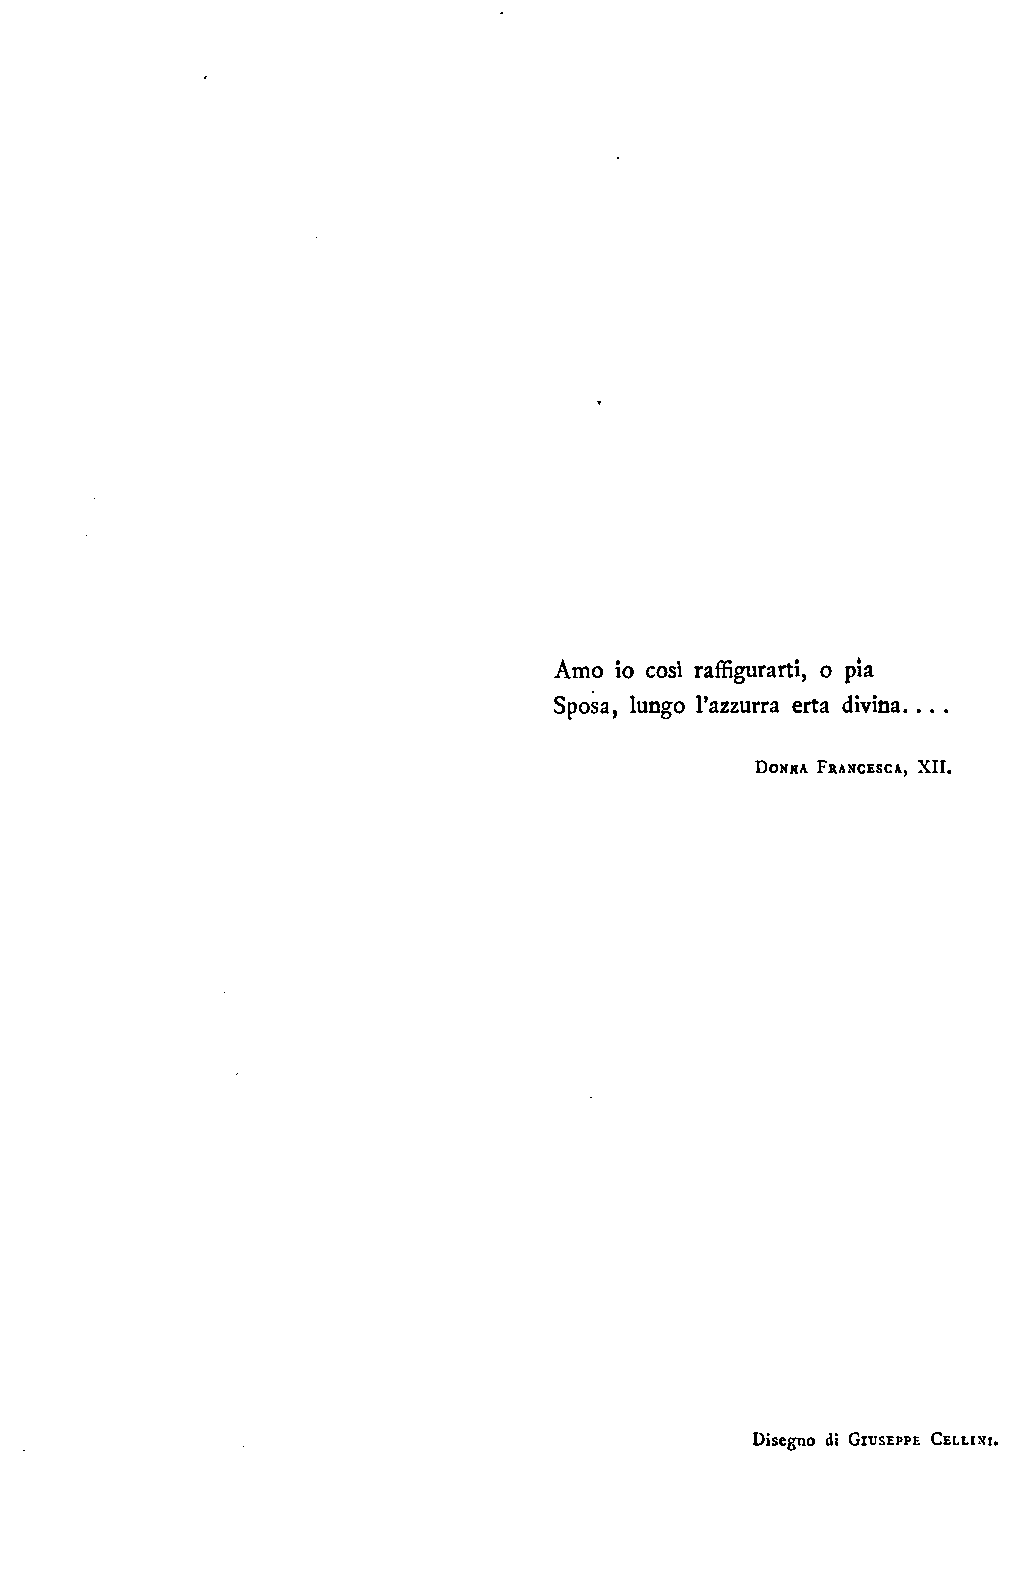 Amo io così raffigurarti, o pia
Sposa, lungo l'azzurra erta divina....
DONNA FRANCESCA, XII.
Disegno di GIUSEPPE CELLINI.